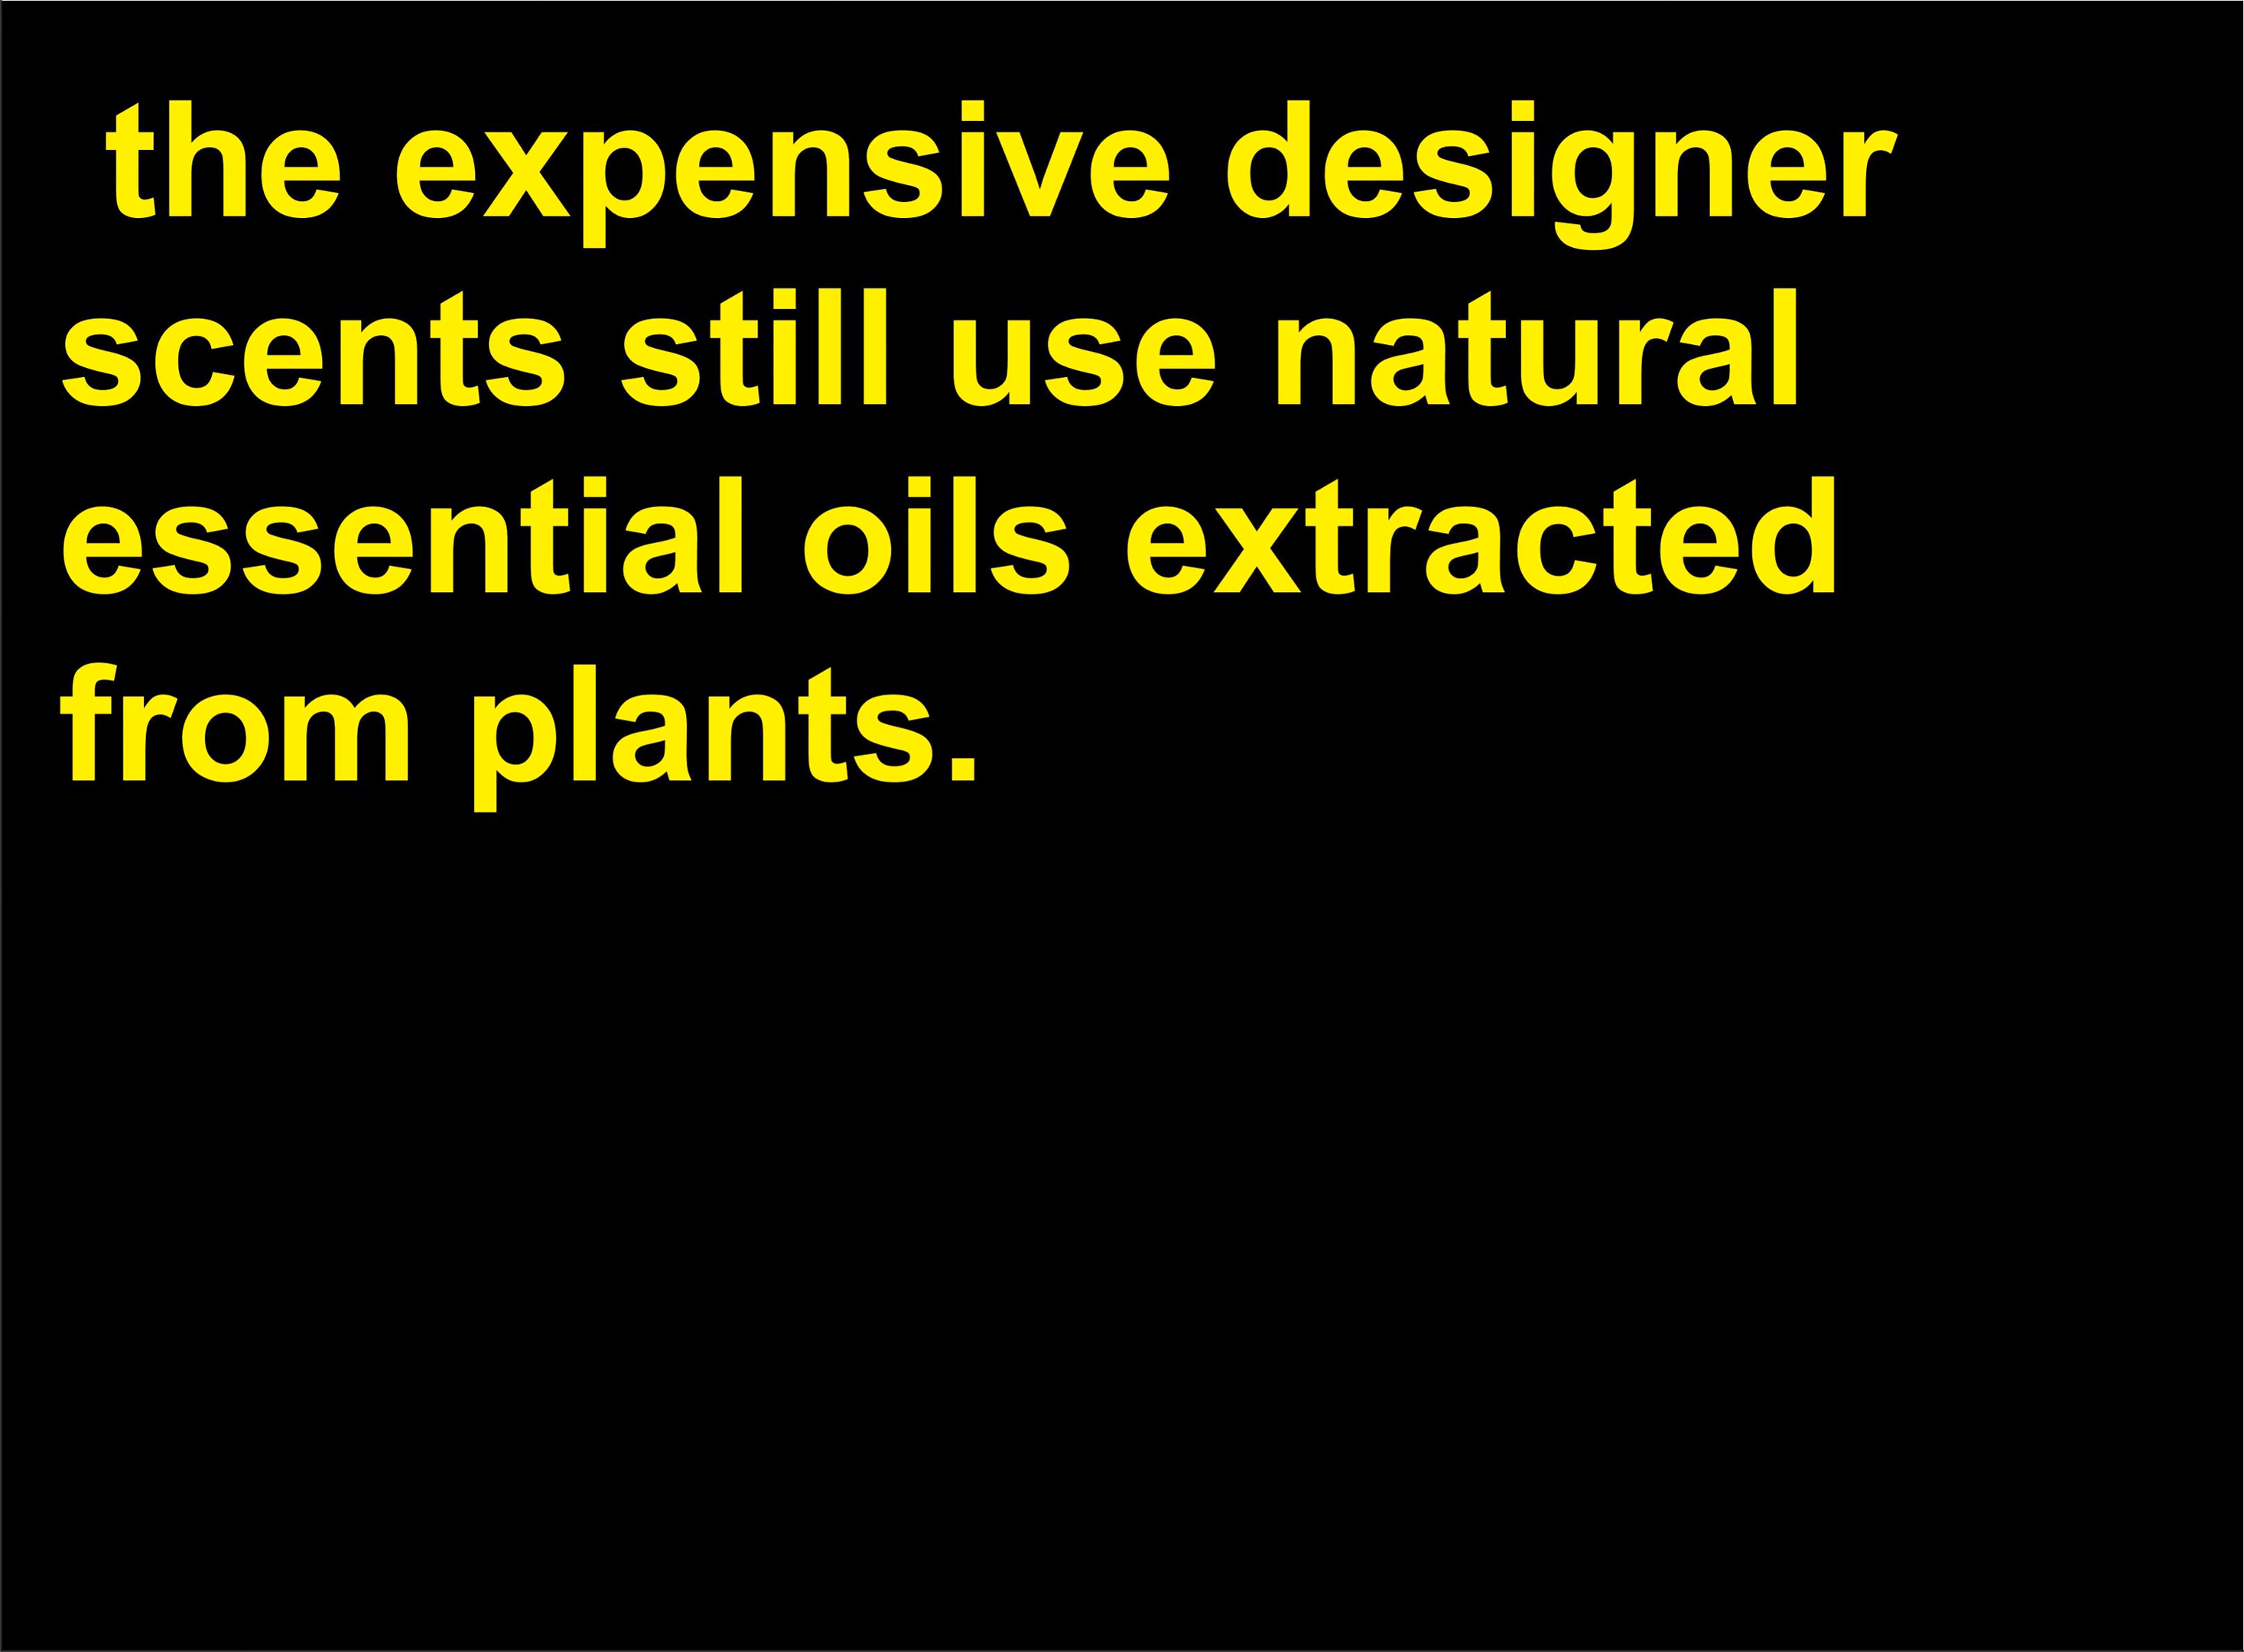 the expensive designer
scents still use natural
essential oils extracted
from plants.